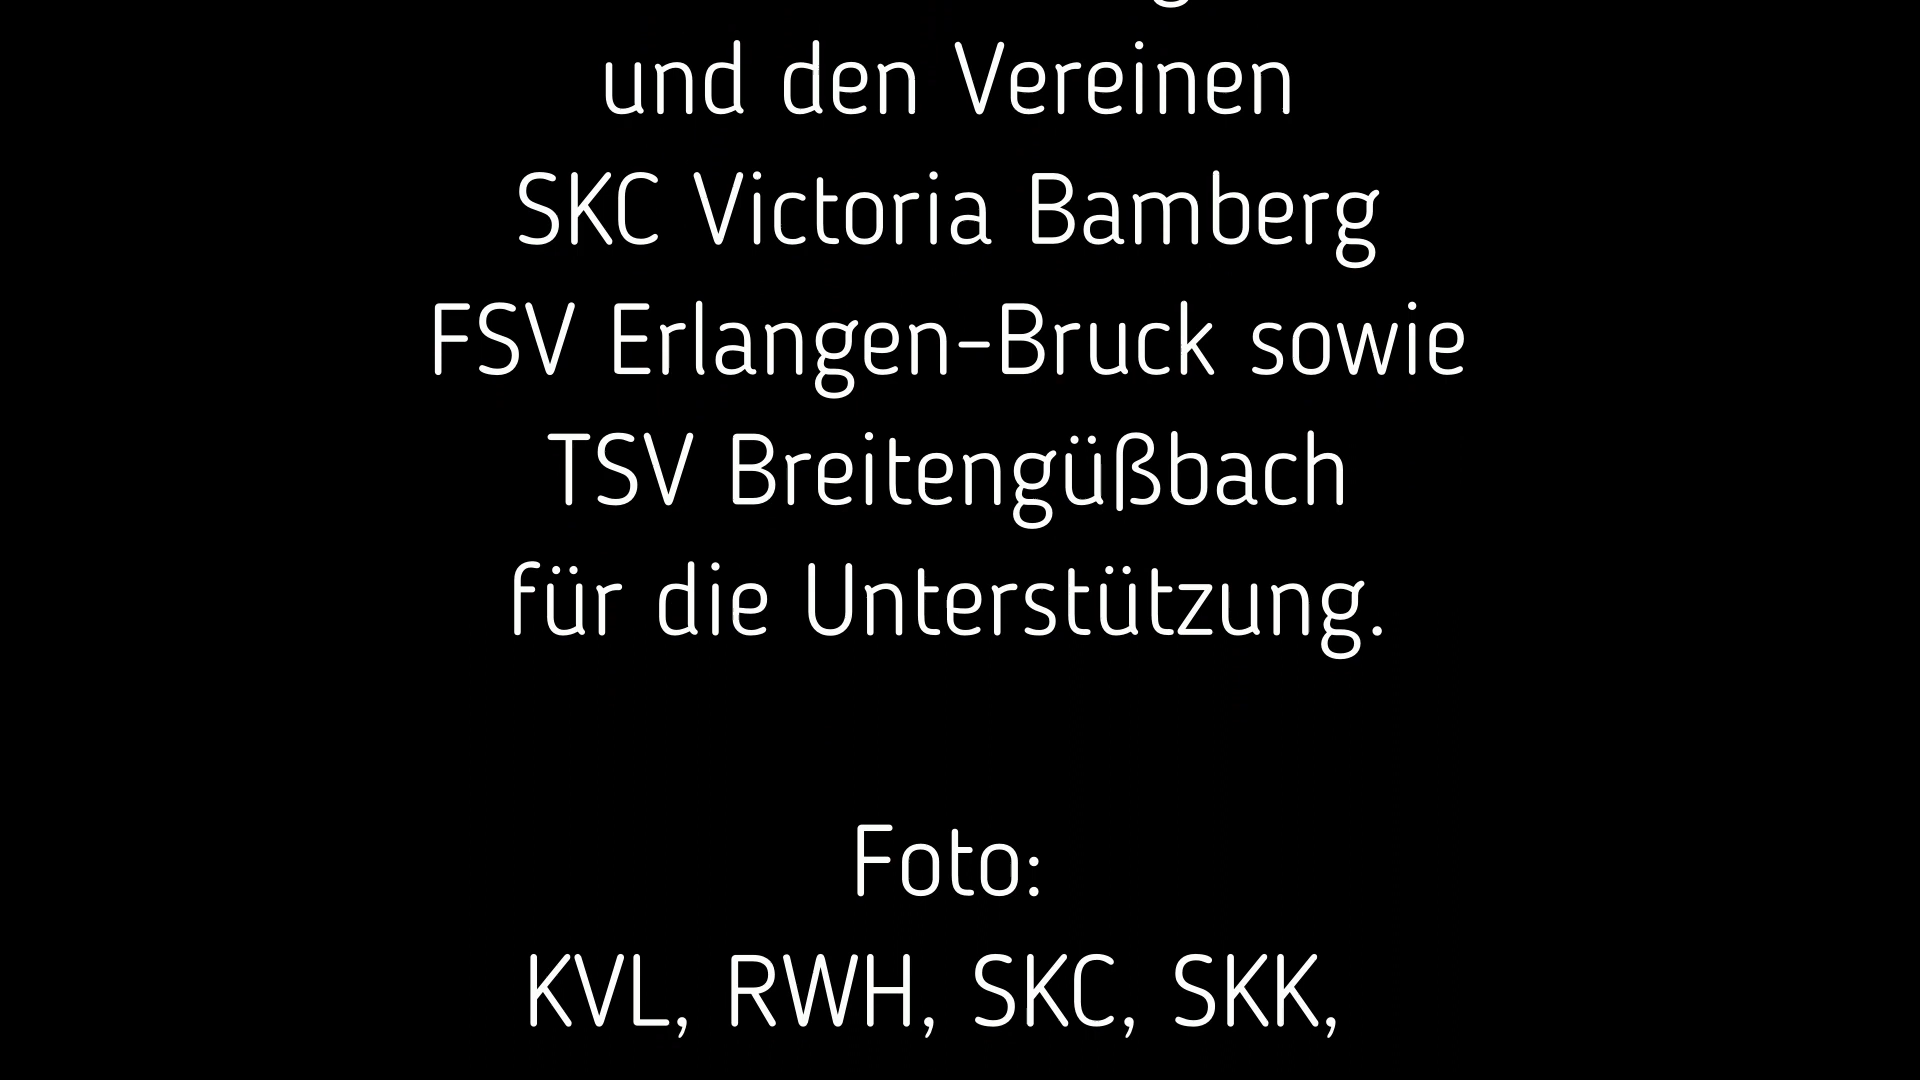 und den Vereinen
SKC Victoria Bamberg
FSV Erlangen-Bruck sowie
TSV Breitengüßbach
für die Unterstützung.
Foto:
KVL, RWH, SKC, SKK,